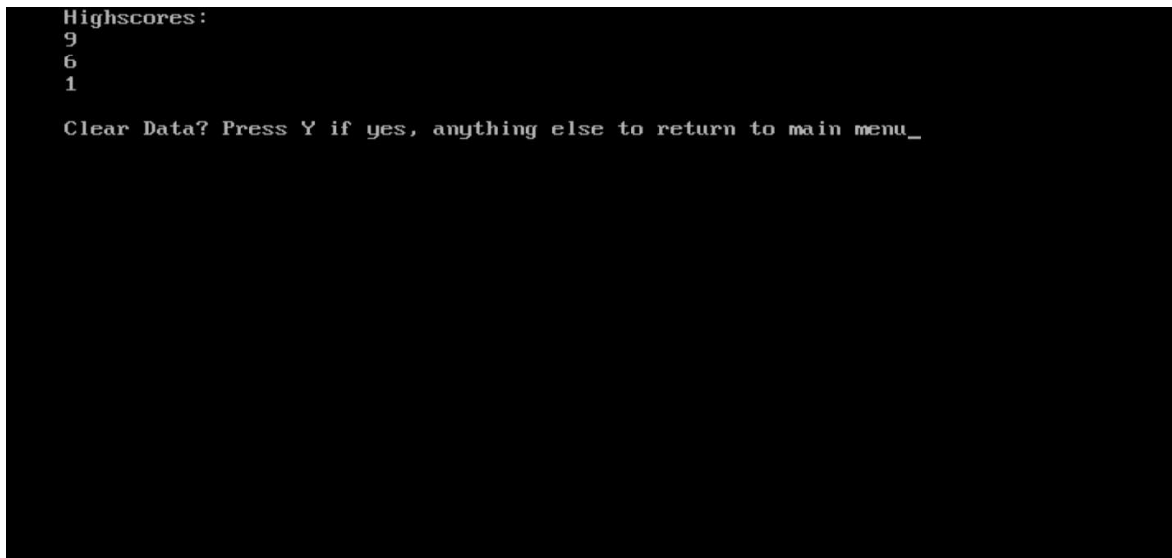 Highscores:
9
6
1
Clear Data? Press Y if yes, anything else to return to main menu_